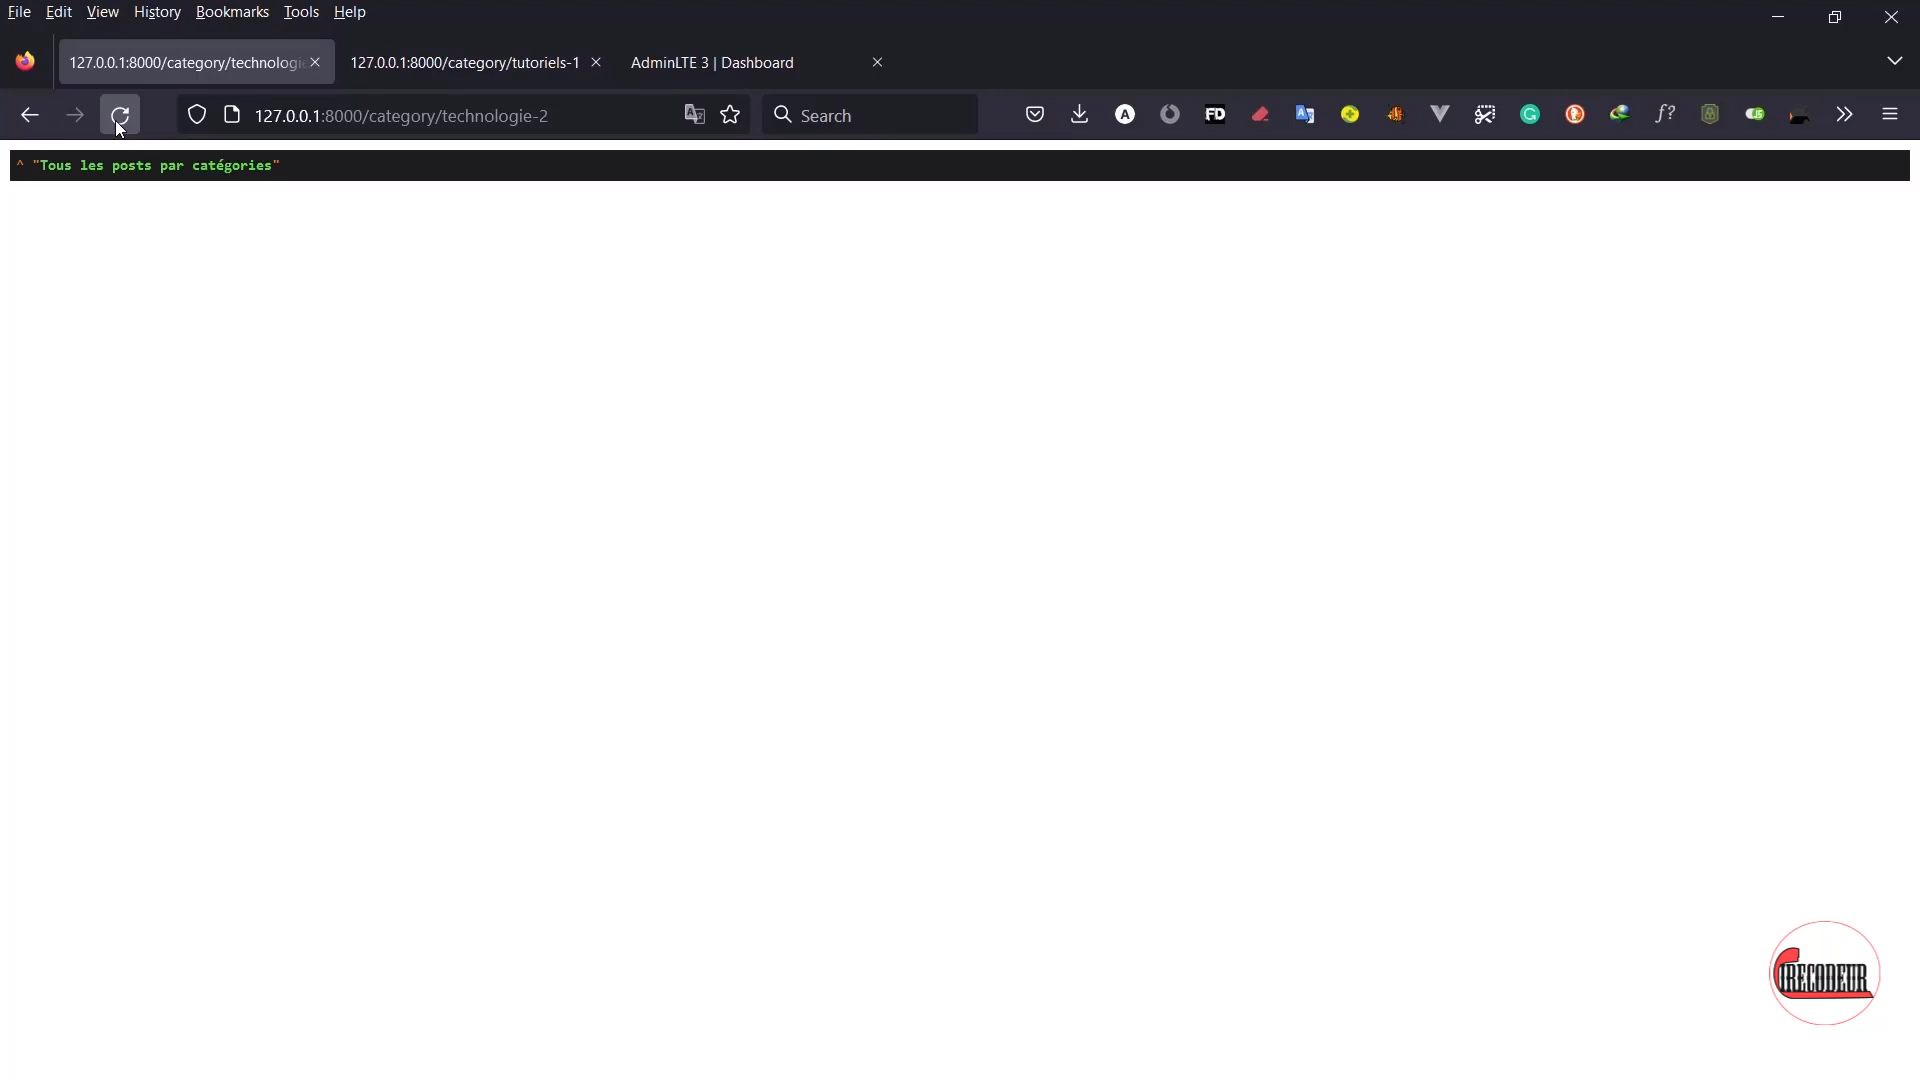 File Edit View History Bookmarks Tools Help
127.0.0.1:8000/category/technologi
127.0.0.1:8000/category/tutoriels-1
AdminLTE 3 | Dashboard
127.0.0.1:8000/category/technologie-2
Search
A
FD
G
f?
^ "Tous les posts par catégories"
CIRECODEUR